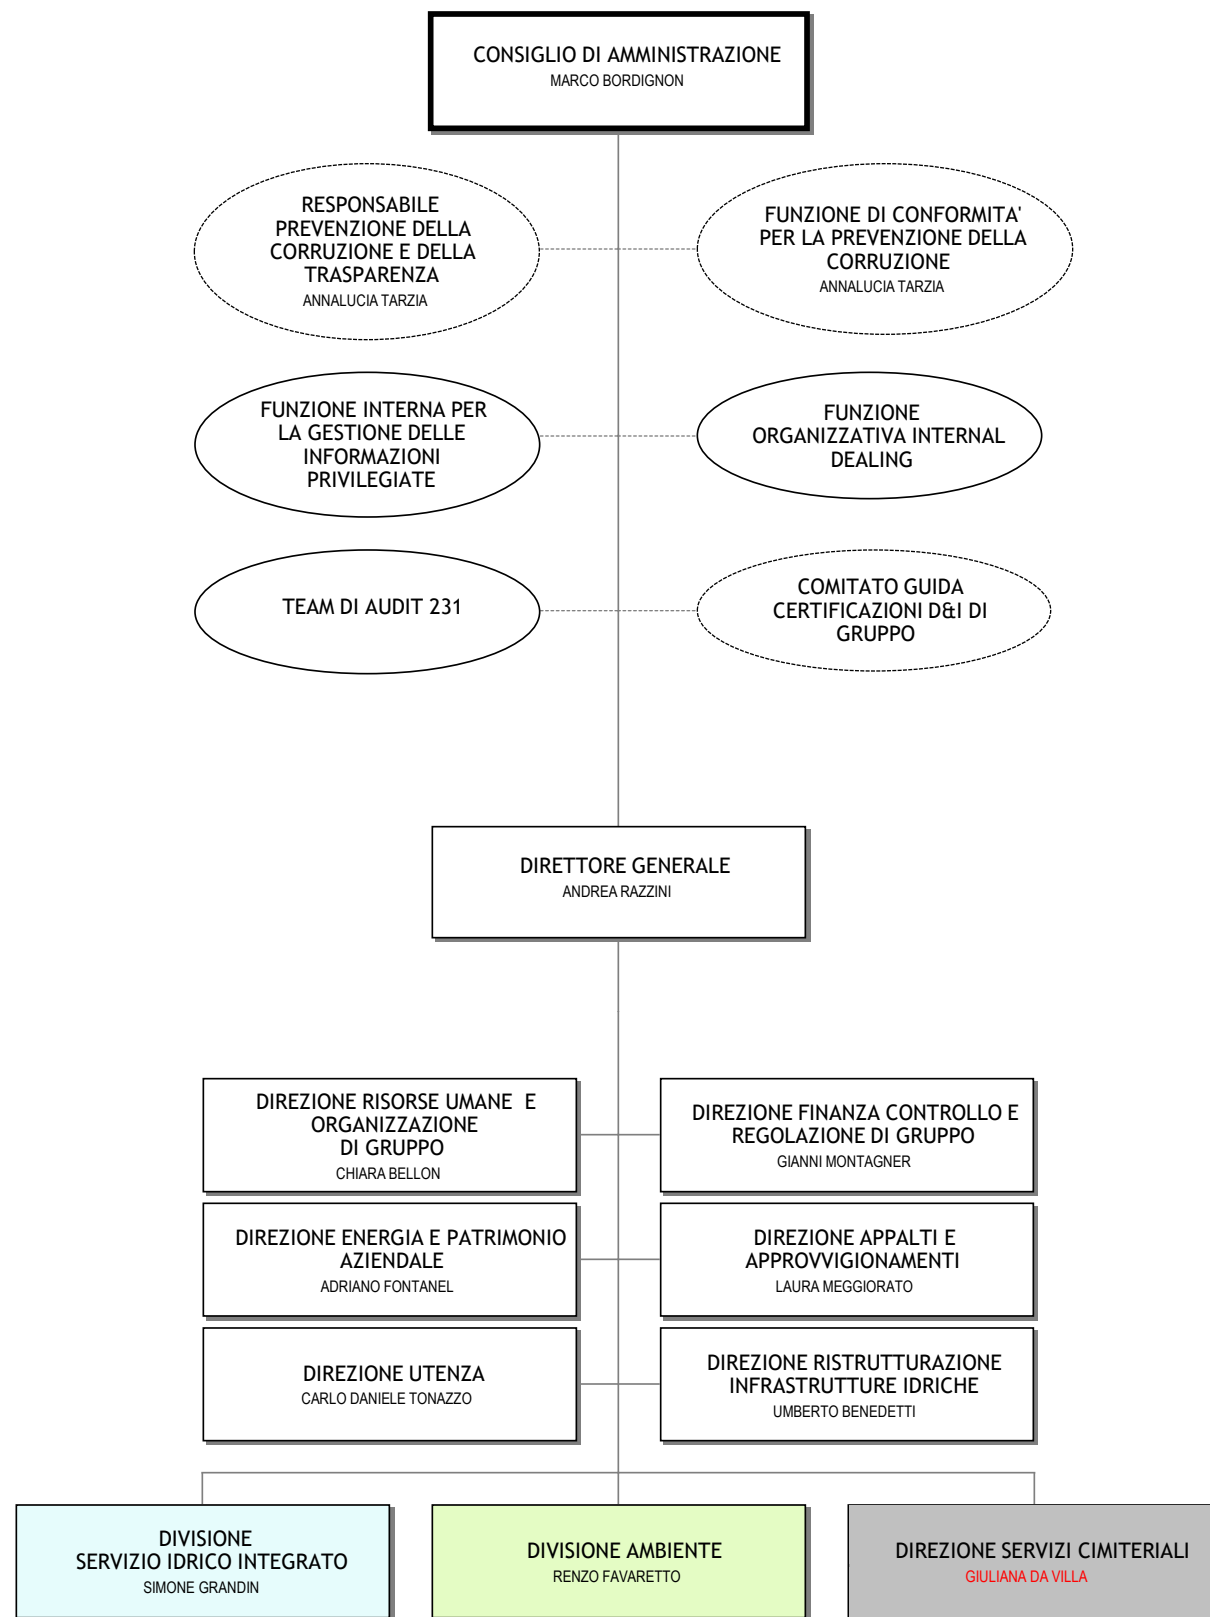 CONSIGLIO DI AMMINISTRAZIONE
MARCO BORDIGNON
RESPONSABILE
PREVENZIONE DELLA
CORRUZIONE E DELLA
TRASPARENZA
ANNALUCIA TARZIA
FUNZIONE DI CONFORMITA'
PER LA PREVENZIONE DELLA
CORRUZIONE
ANNALUCIA TARZIA
FUNZIONE INTERNA PER
LA GESTIONE DELLE
INFORMAZIONI
PRIVILEGIATE
FUNZIONE
ORGANIZZATIVA INTERNAL
DEALING
TEAM DI AUDIT 231
COMITATO GUIDA
CERTIFICAZIONI D&I DI
GRUPPO
DIRETTORE GENERALE
ANDREA RAZZINI
DIREZIONE RISORSE UMANE E
ORGANIZZAZIONE
DI GRUPPO
CHIARA BELLON
DIREZIONE FINANZA CONTROLLO E
REGOLAZIONE DI GRUPPO
GIANNI MONTAGNER
DIREZIONE ENERGIA E PATRIMONIO
AZIENDALE
ADRIANO FONTANEL
DIREZIONE APPALTI E
APPROVVIGIONAMENTI
LAURA MEGGIORATO
DIREZIONE UTENZA
CARLO DANIELE TONAZZO
DIREZIONE RISTRUTTURAZIONE
INFRASTRUTTURE IDRICHE
UMBERTO BENEDETTI
DIVISIONE
SERVIZIO IDRICO INTEGRATO
SIMONE GRANDIN
DIVISIONE AMBIENTE
RENZO FAVARETTO
DIREZIONE SERVIZI CIMITERIALI
GIULIANA DA VILLA